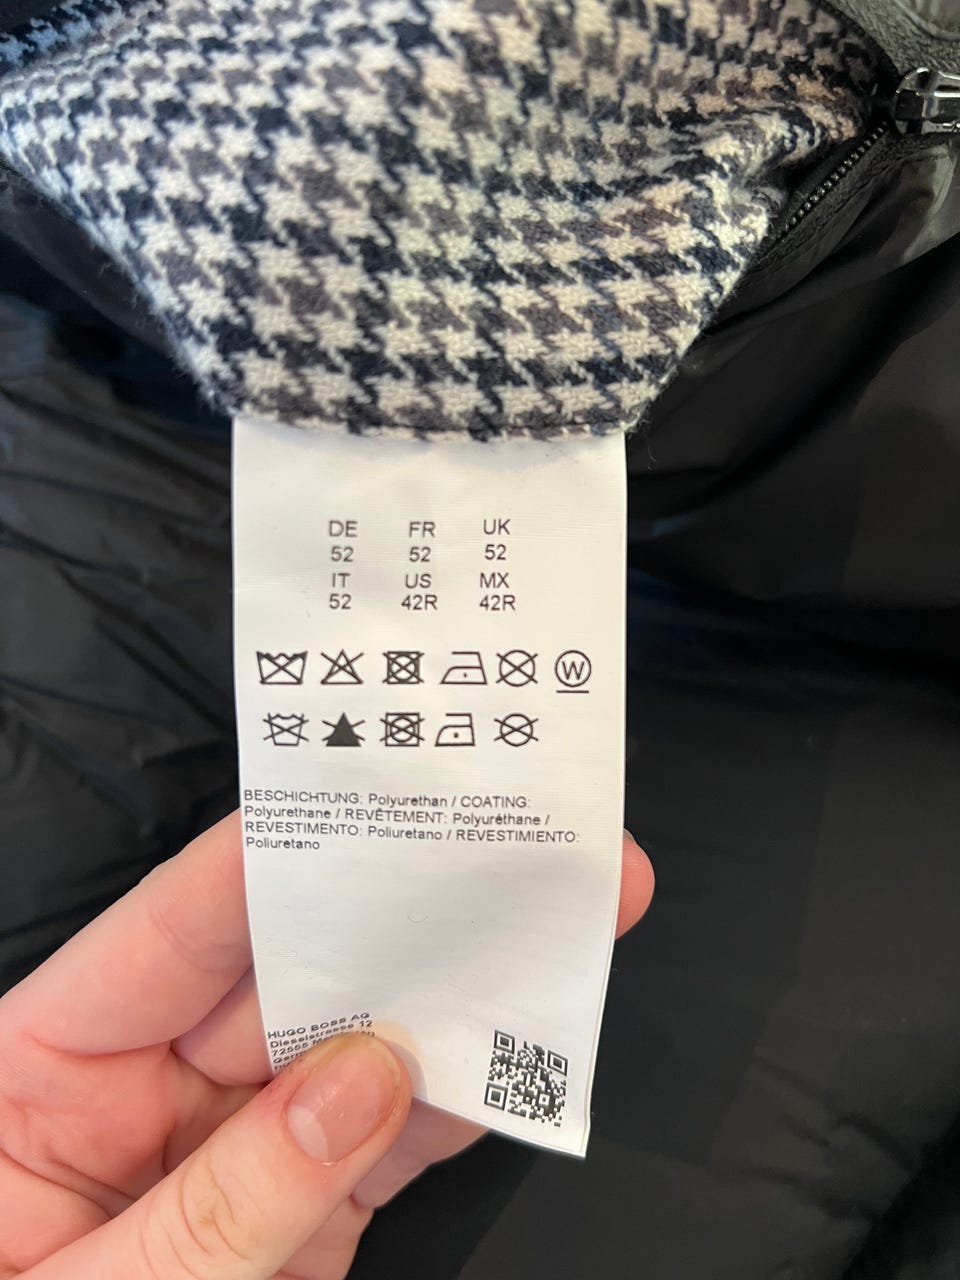 DE FR UK
52 52 52
IT US MX
52 42R 42R
W
BESCHICHTUNG: Polyurethan / COATING:
Polyurethane / REVÊTEMENT: Polyuréthane /
REVESTIMENTO: Poliuretano / REVESTIMIENTO:
Poliuretano
HUGO BOSS AG
Dieselstrasse 12
72555